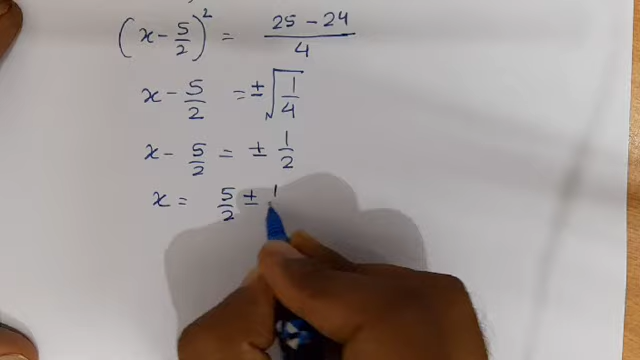 (x - 5/2)² = (25 - 24)/4
x - 5/2 = ±√(1/4)
x - 5/2 = ± 1/2
x = 5/2 ± 1